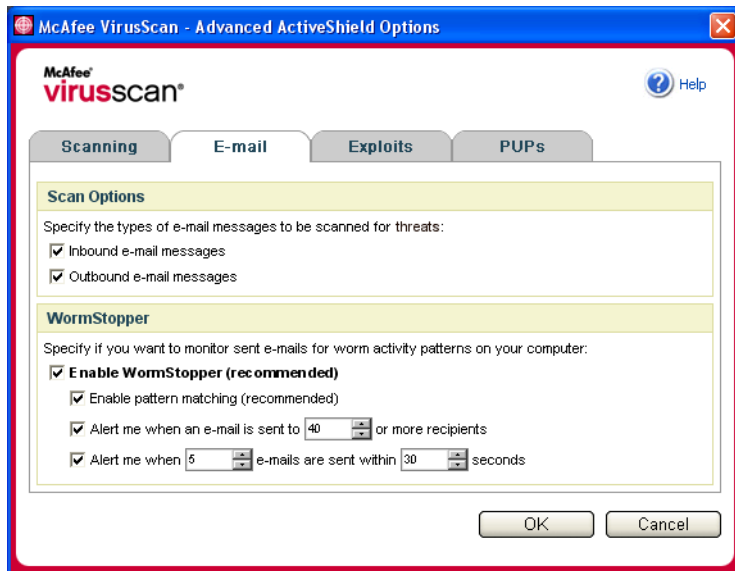 McAfee VirusScan - Advanced ActiveShield Options
McAfee®
virusscan®
Help
Scanning E-mail Exploits PUPs
Scan Options
Specify the types of e-mail messages to be scanned for threats:
Inbound e-mail messages
Outbound e-mail messages
WormStopper
Specify if you want to monitor sent e-mails for worm activity patterns on your computer:
Enable WormStopper (recommended)
Enable pattern matching (recommended)
Alert me when an e-mail is sent to 40 or more recipients
Alert me when 5 e-mails are sent within 30 seconds
OK Cancel